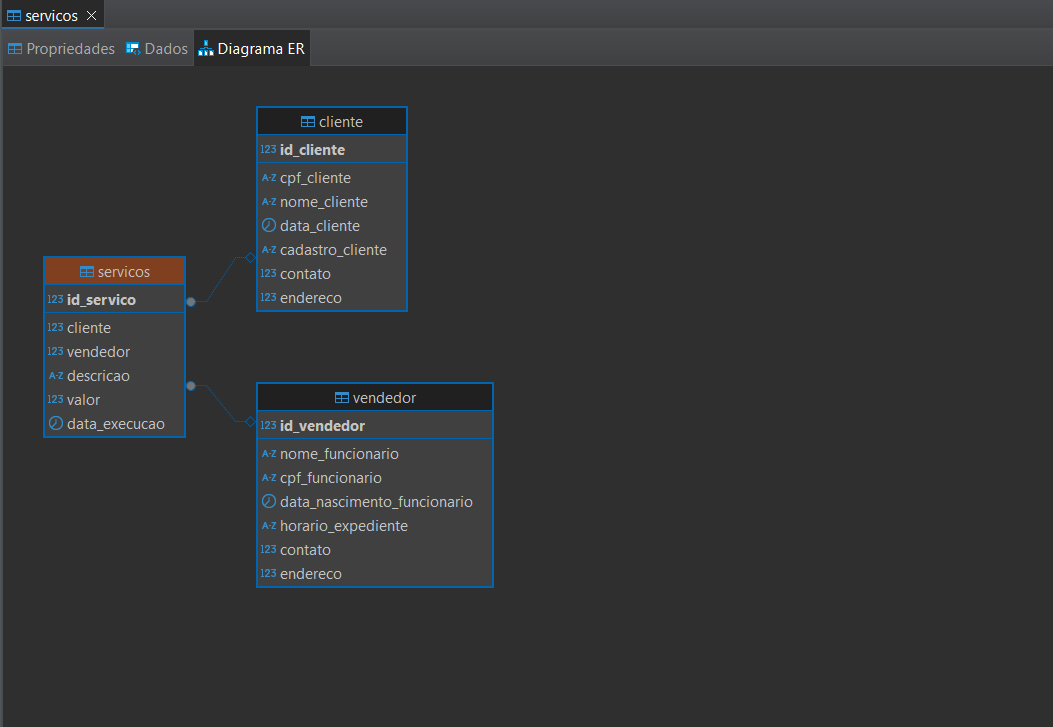 servicos
Propriedades Dados Diagrama ER
cliente
123 id_cliente
A-Z cpf_cliente
A-Z nome_cliente
data_cliente
A-Z cadastro_cliente
123 contato
123 endereco
servicos
123 id_servico
123 cliente
123 vendedor
A-Z descricao
123 valor
data_execucao
vendedor
123 id_vendedor
A-Z nome_funcionario
A-Z cpf_funcionario
data_nascimento_funcionario
A-Z horario_expediente
123 contato
123 endereco